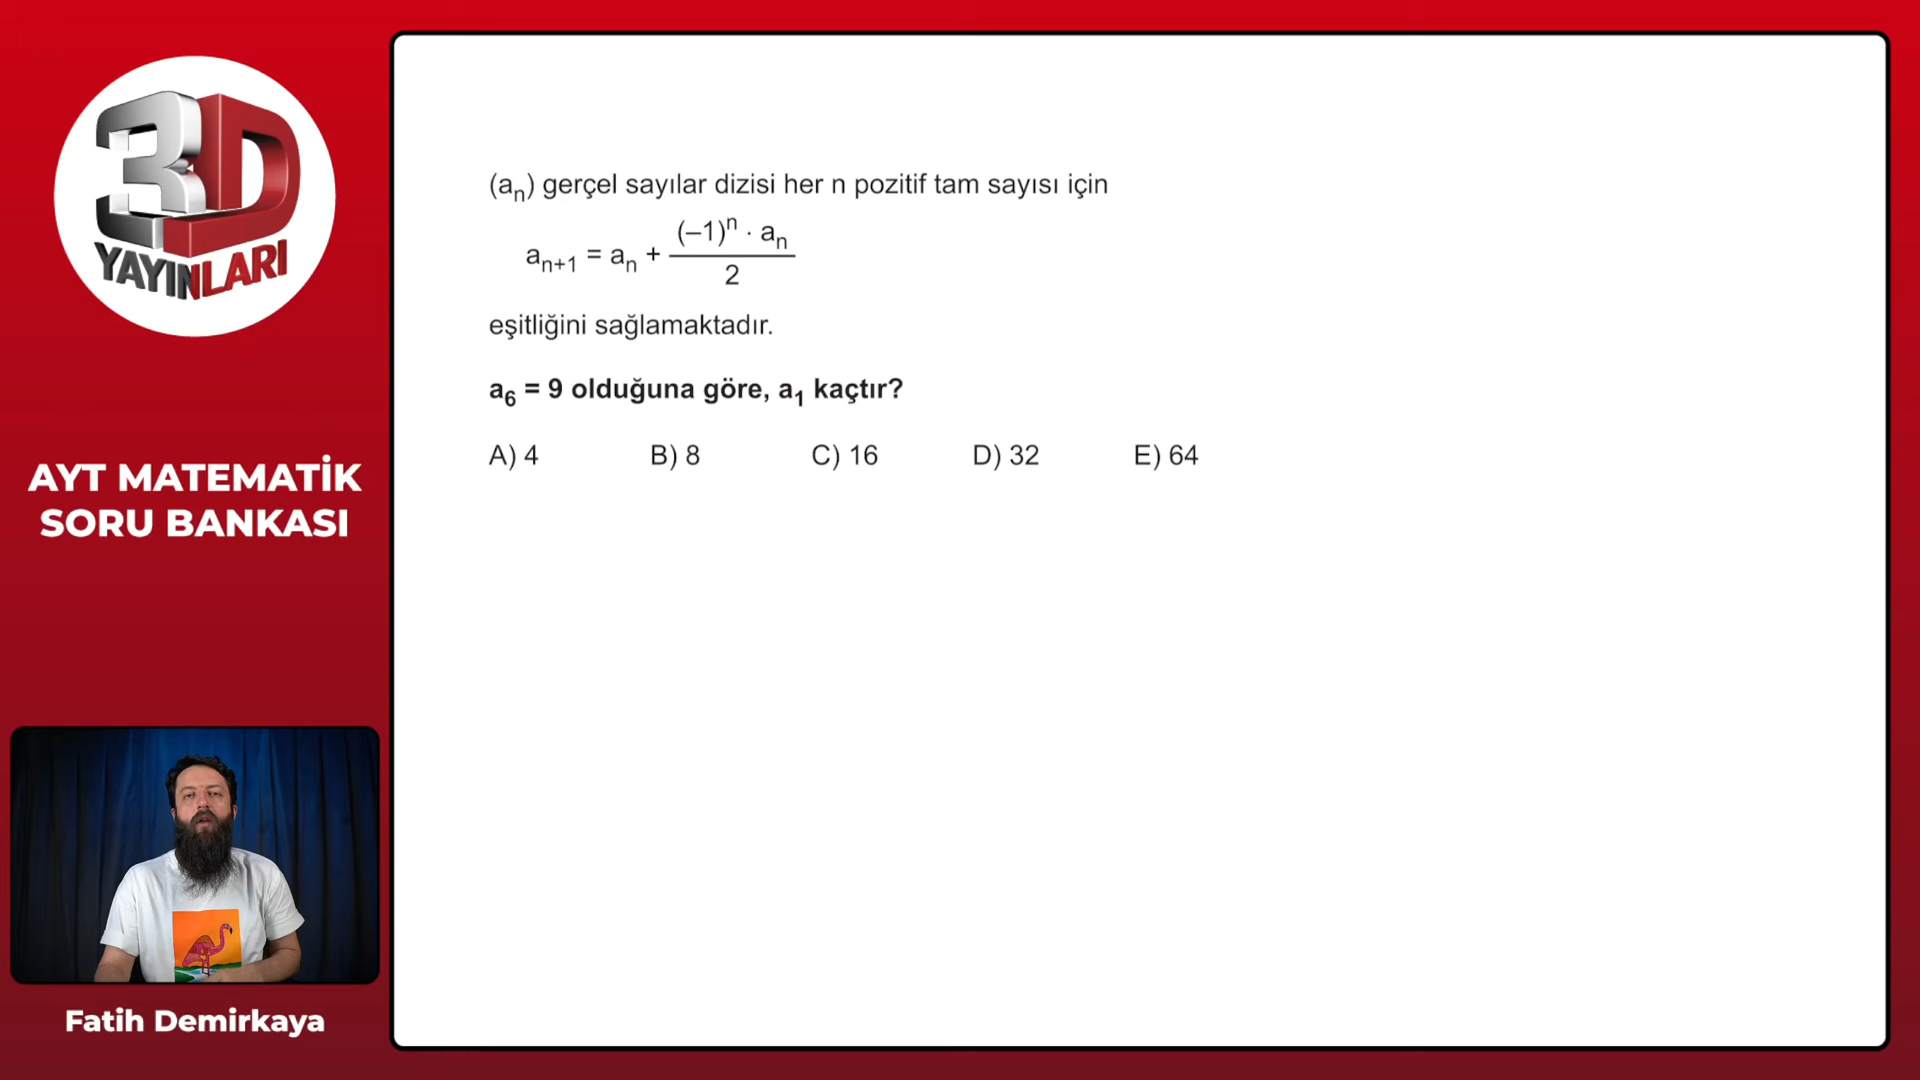 3D
YAYINLARI
AYT MATEMATİK
SORU BANKASI
Fatih Demirkaya
(aₙ) gerçel sayılar dizisi her n pozitif tam sayısı için
aₙ₊₁ = aₙ + (–1)ⁿ · aₙ / 2
eşitliğini sağlamaktadır.
a₆ = 9 olduğuna göre, a₁ kaçtır?
A) 4 B) 8 C) 16 D) 32 E) 64